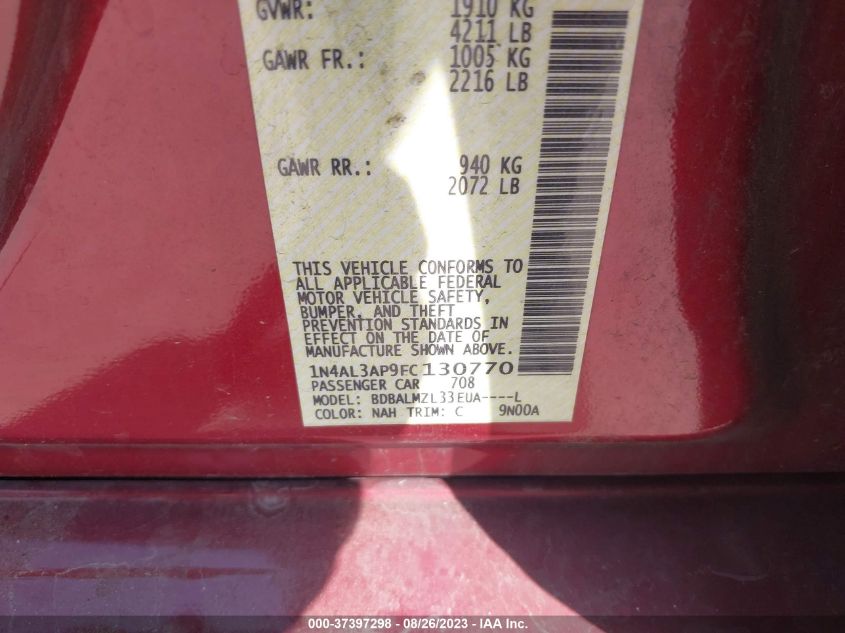 GVWR: 1910 KG
4211 LB
GAWR FR.: 1005 KG
2216 LB
GAWR RR.: 940 KG
2072 LB
THIS VEHICLE CONFORMS TO
ALL APPLICABLE FEDERAL
MOTOR VEHICLE SAFETY,
BUMPER, AND THEFT
PREVENTION STANDARDS IN
EFFECT ON THE DATE OF
MANUFACTURE SHOWN ABOVE.
1N4AL3AP9FC130770
PASSENGER CAR 708
MODEL: BDBALMZL33EUA----L
COLOR: NAH TRIM: C 9N00A
000-37397298 - 08/26/2023 - IAA Inc.